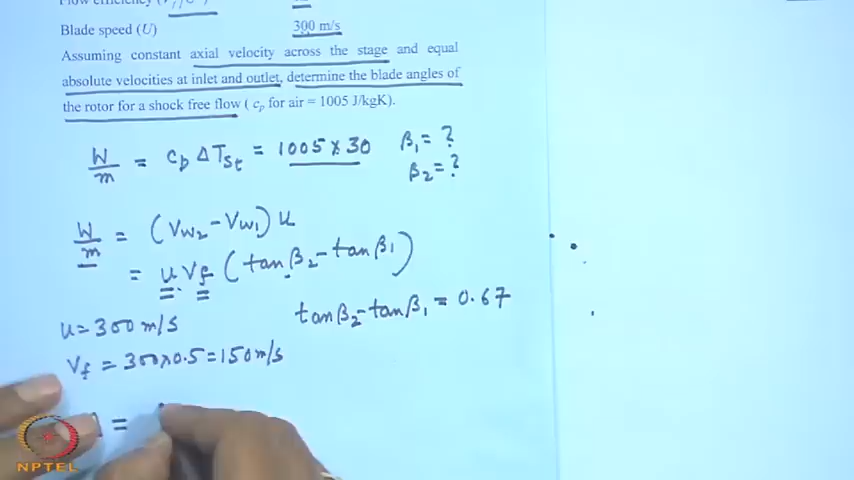 Flow efficiency (
Blade speed (U) 300 m/s
Assuming constant axial velocity across the stage and equal
absolute velocities at inlet and outlet, determine the blade angles of
the rotor for a shock free flow ( cp for air = 1005 J/kgK).
W/m = cp ΔTst = 1005 × 30 β1 = ?
β2 = ?
W/m = (Vw2 - Vw1) u
= u Vf (tan β2 - tan β1)
tan β2 - tan β1 = 0.67
u = 300 m/s
Vf = 300×0.5 = 150 m/s
=
NPTEL